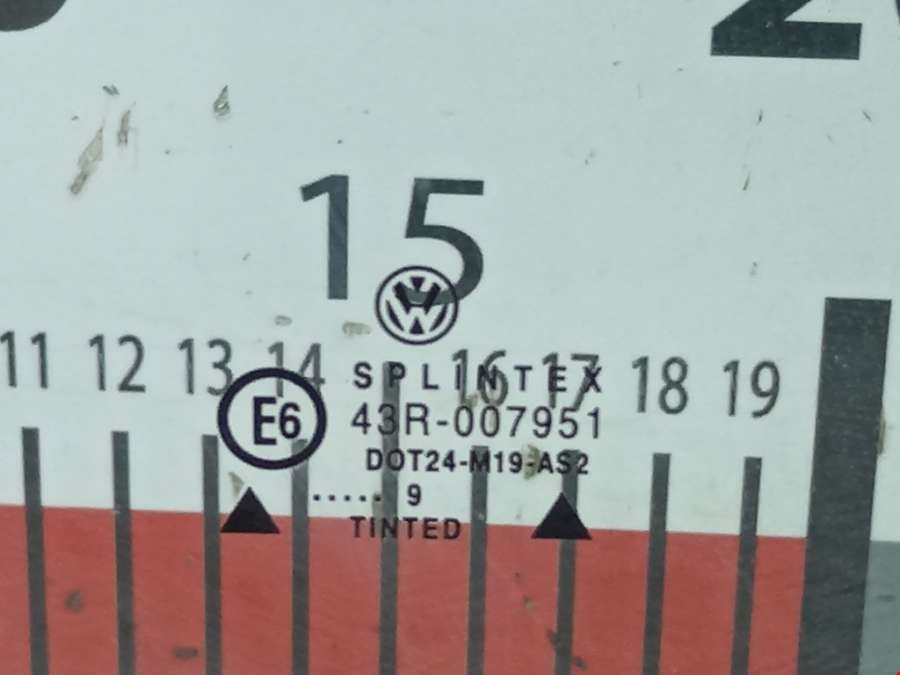 15
11 12 13 14 16 17 18 19
SPLINTEX
E6 43R-007951
DOT24-M19-AS2
..... 9
TINTED